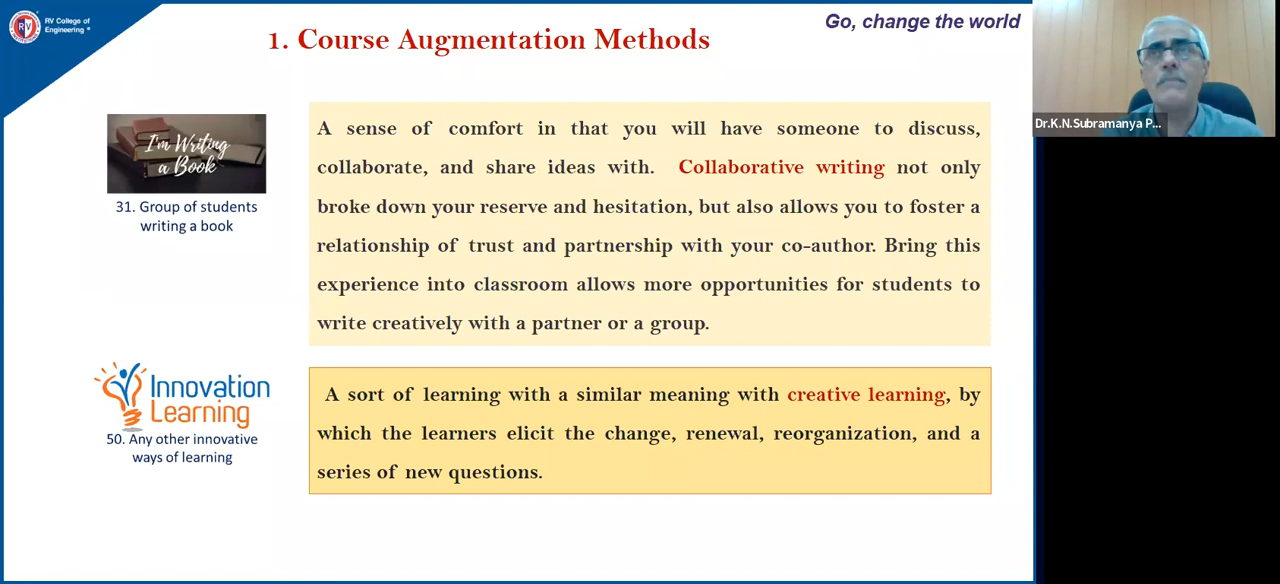 RV College of
Engineering ®
Go, change the world
1. Course Augmentation Methods
I'm Writing
a Book
31. Group of students
writing a book
A sense of comfort in that you will have someone to discuss,
collaborate, and share ideas with. Collaborative writing not only
broke down your reserve and hesitation, but also allows you to foster a
relationship of trust and partnership with your co-author. Bring this
experience into classroom allows more opportunities for students to
write creatively with a partner or a group.
Innovation
Learning
50. Any other innovative
ways of learning
A sort of learning with a similar meaning with creative learning, by
which the learners elicit the change, renewal, reorganization, and a
series of new questions.
Dr.K.N.Subramanya P...